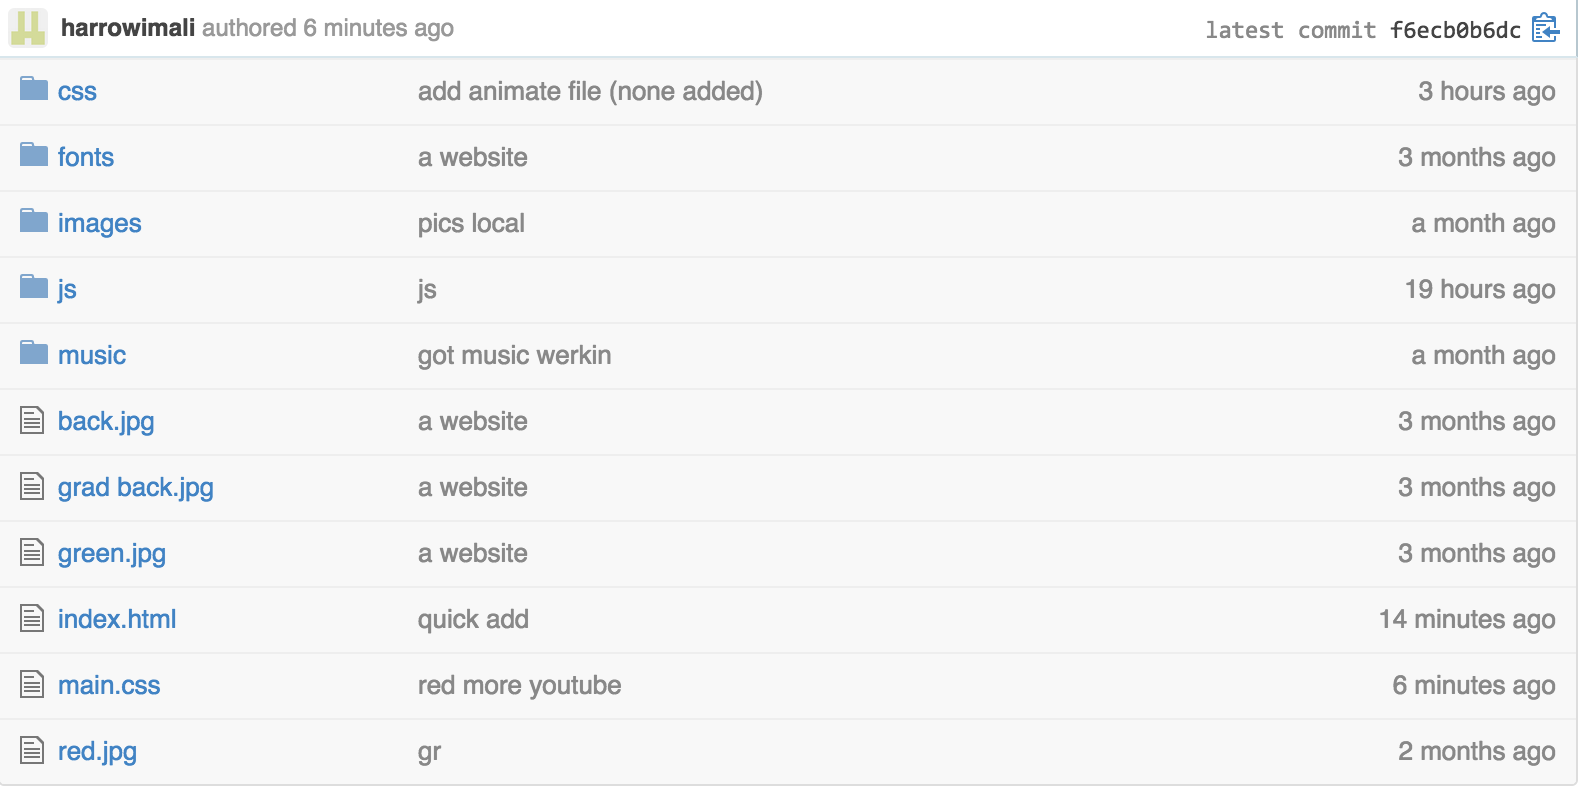 harrowimali authored 6 minutes ago latest commit f6ecb0b6dc
css add animate file (none added) 3 hours ago
fonts a website 3 months ago
images pics local a month ago
js js 19 hours ago
music got music werkin a month ago
back.jpg a website 3 months ago
grad back.jpg a website 3 months ago
green.jpg a website 3 months ago
index.html quick add 14 minutes ago
main.css red more youtube 6 minutes ago
red.jpg gr 2 months ago